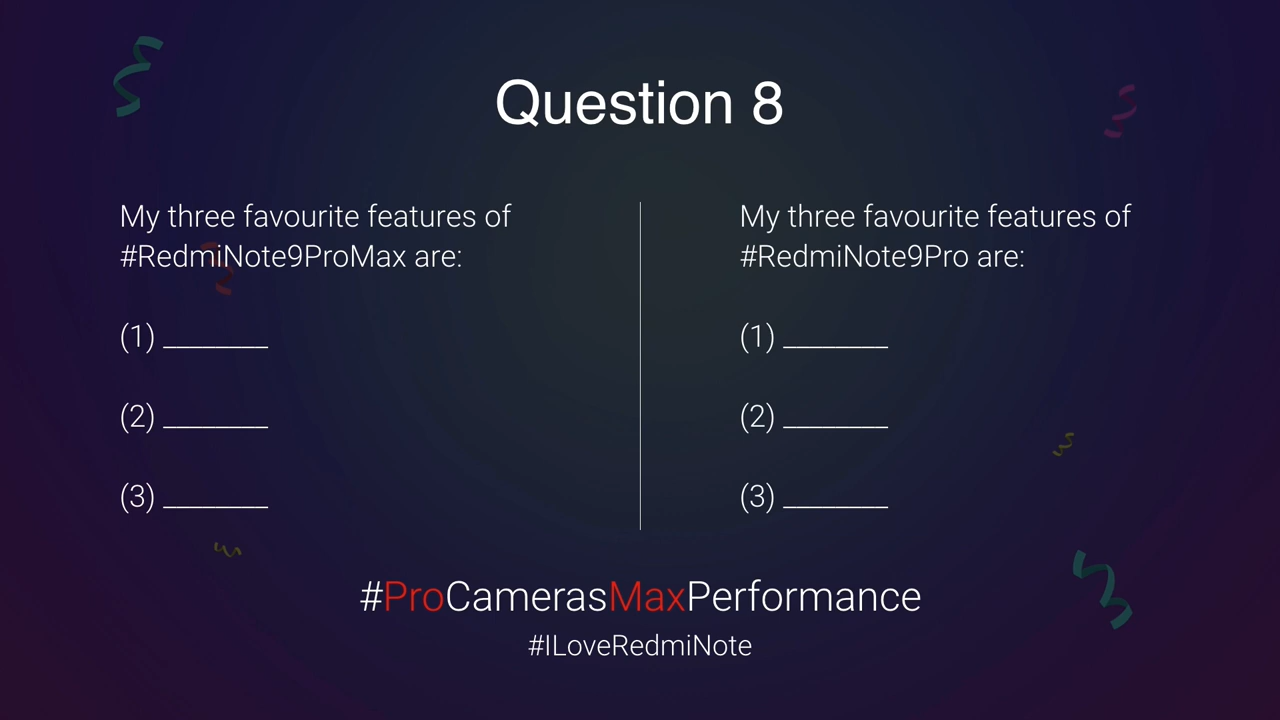 Question 8
My three favourite features of
#RedmiNote9ProMax are:
(1) ________
(2) ________
(3) ________
My three favourite features of
#RedmiNote9Pro are:
(1) ________
(2) ________
(3) ________
#ProCamerasMaxPerformance
#ILoveRedmiNote